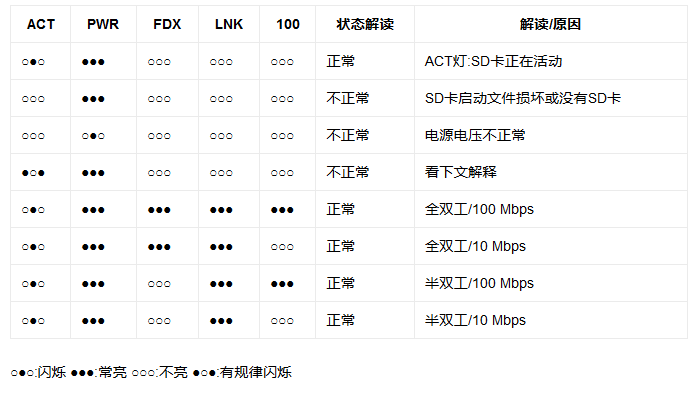 ACT PWR FDX LNK 100 状态解读 解读/原因
○●○ ●●● ○○○ ○○○ ○○○ 正常 ACT灯:SD卡正在活动
○○○ ●●● ○○○ ○○○ ○○○ 不正常 SD卡启动文件损坏或没有SD卡
○○○ ○●○ ○○○ ○○○ ○○○ 不正常 电源电压不正常
●○● ●●● ○○○ ○○○ ○○○ 不正常 看下文解释
○●○ ●●● ●●● ●●● ●●● 正常 全双工/100 Mbps
○●○ ●●● ●●● ●●● ○○○ 正常 全双工/10 Mbps
○●○ ●●● ○○○ ●●● ●●● 正常 半双工/100 Mbps
○●○ ●●● ○○○ ●●● ○○○ 正常 半双工/10 Mbps
○●○:闪烁 ●●●:常亮 ○○○:不亮 ●○●:有规律闪烁